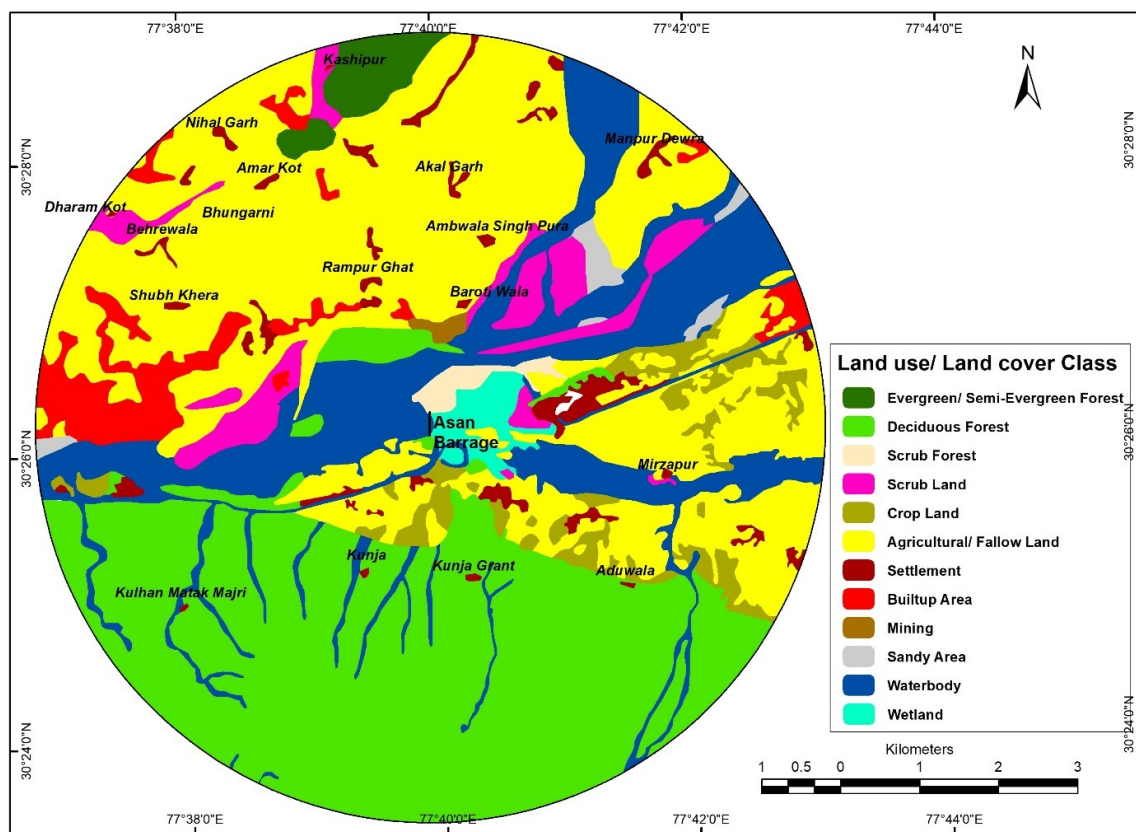 77°38'0"E
77°40'0"E
77°42'0"E
77°44'0"E
N
30°28'0"N
30°28'0"N
Kashipur
Nihal Garh
Manpur Dewra
Amar Kot
Akal Garh
Dharam Kot
Bhungarni
Behrewala
Ambwala Singh Pura
Rampur Ghat
Shubh Khera
Baroti Wala
Asan
Barrage
30°26'0"N
30°26'0"N
Mirzapur
Kunja
Kunja Grant
Aduwala
Kulhan Matak Majri
Land use/ Land cover Class
Evergreen/ Semi-Evergreen Forest
Deciduous Forest
Scrub Forest
Scrub Land
Crop Land
Agricultural/ Fallow Land
Settlement
Builtup Area
Mining
Sandy Area
Waterbody
Wetland
30°24'0"N
30°24'0"N
Kilometers
1 0.5 0 1 2 3
77°38'0"E
77°40'0"E
77°42'0"E
77°44'0"E